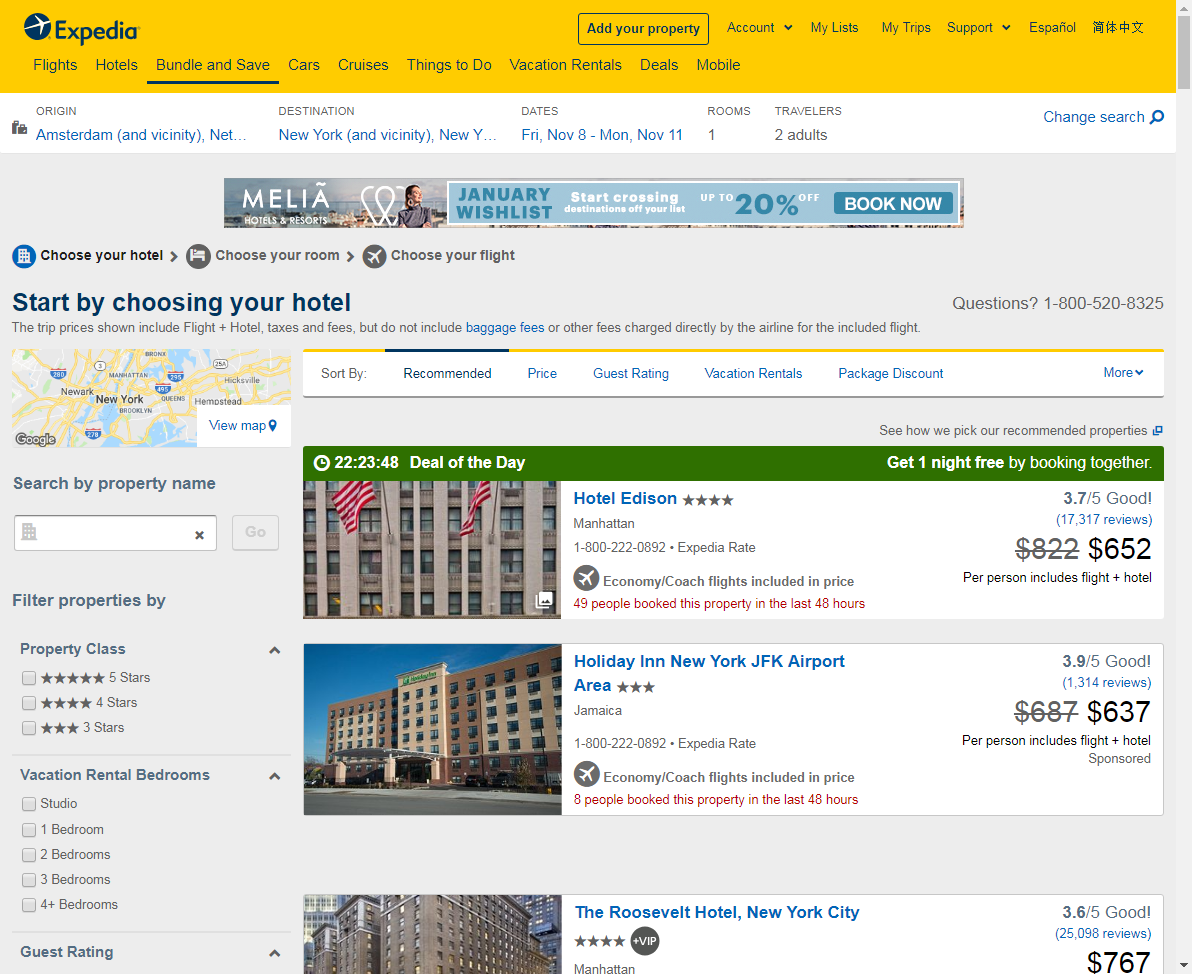 Expedia
Add your property
Account
My Lists
My Trips
Support
Español
简体中文
Flights
Hotels
Bundle and Save
Cars
Cruises
Things to Do
Vacation Rentals
Deals
Mobile
ORIGIN
Amsterdam (and vicinity), Net…
DESTINATION
New York (and vicinity), New Y…
DATES
Fri, Nov 8 - Mon, Nov 11
ROOMS
1
TRAVELERS
2 adults
Change search
MELIÃ
HOTELS & RESORTS
JANUARY
WISHLIST
Start crossing
destinations off your list
UP TO 20% OFF
BOOK NOW
Choose your hotel
Choose your room
Choose your flight
Start by choosing your hotel
Questions? 1-800-520-8325
The trip prices shown include Flight + Hotel, taxes and fees, but do not include baggage fees or other fees charged directly by the airline for the included flight.
BRONX
3
25A
280
MANHATTAN
295
Hicksville
Newark
495
New York
QUEENS
Hempstead
BROOKLYN
278
Google
View map
Sort By:
Recommended
Price
Guest Rating
Vacation Rentals
Package Discount
More
See how we pick our recommended properties
Search by property name
Go
Filter properties by
Property Class
5 Stars
4 Stars
3 Stars
Vacation Rental Bedrooms
Studio
1 Bedroom
2 Bedrooms
3 Bedrooms
4+ Bedrooms
Guest Rating
22:23:48 Deal of the Day
Get 1 night free by booking together.
Hotel Edison
Manhattan
1-800-222-0892 • Expedia Rate
Economy/Coach flights included in price
49 people booked this property in the last 48 hours
3.7/5 Good!
(17,317 reviews)
$822 $652
Per person includes flight + hotel
Holiday Inn New York JFK Airport
Area
Jamaica
1-800-222-0892 • Expedia Rate
Economy/Coach flights included in price
8 people booked this property in the last 48 hours
3.9/5 Good!
(1,314 reviews)
$687 $637
Per person includes flight + hotel
Sponsored
Holiday Inn
The Roosevelt Hotel, New York City
+VIP
Manhattan
3.6/5 Good!
(25,098 reviews)
$767